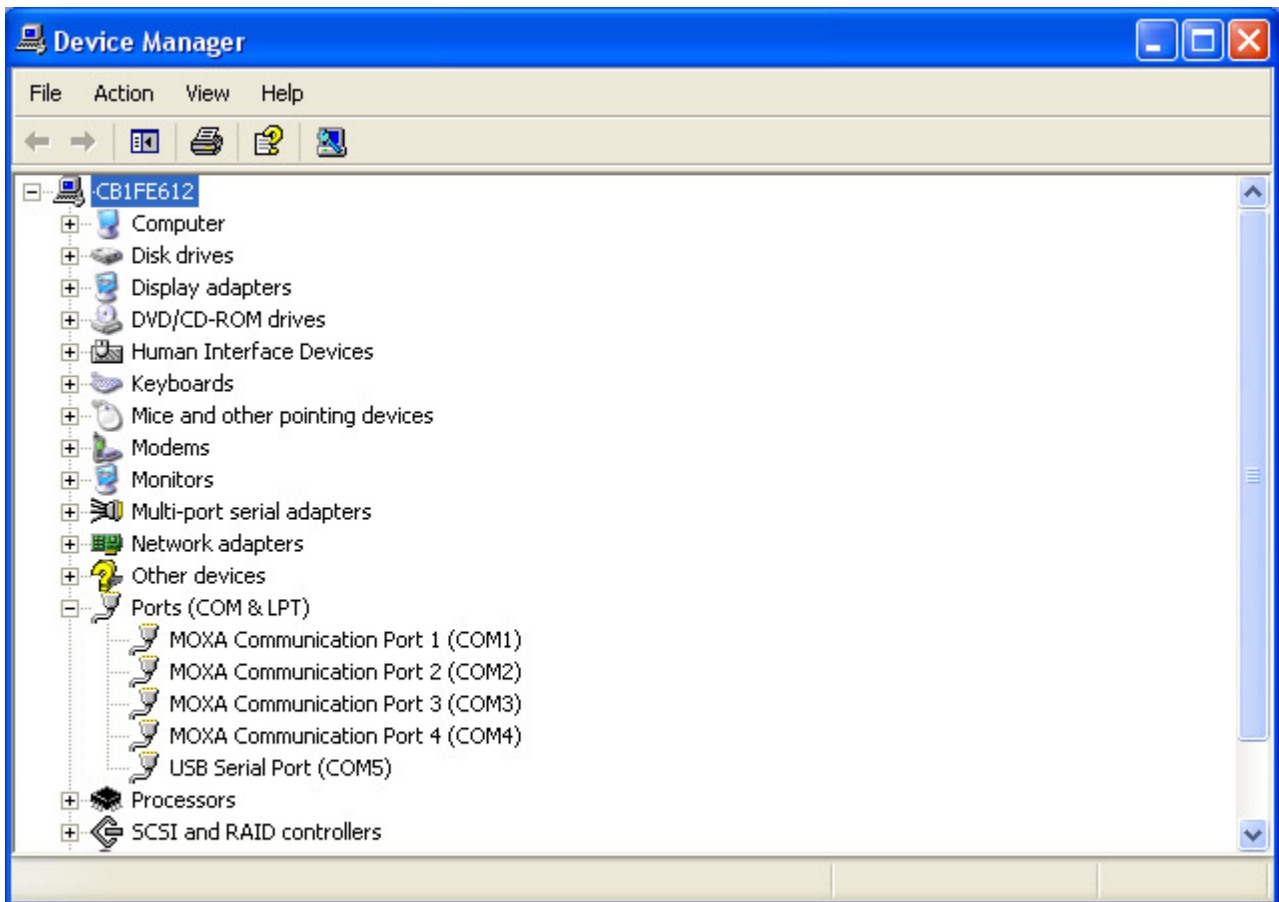 Device Manager
File Action View Help
-CB1FE612
Computer
Disk drives
Display adapters
DVD/CD-ROM drives
Human Interface Devices
Keyboards
Mice and other pointing devices
Modems
Monitors
Multi-port serial adapters
Network adapters
Other devices
Ports (COM & LPT)
MOXA Communication Port 1 (COM1)
MOXA Communication Port 2 (COM2)
MOXA Communication Port 3 (COM3)
MOXA Communication Port 4 (COM4)
USB Serial Port (COM5)
Processors
SCSI and RAID controllers